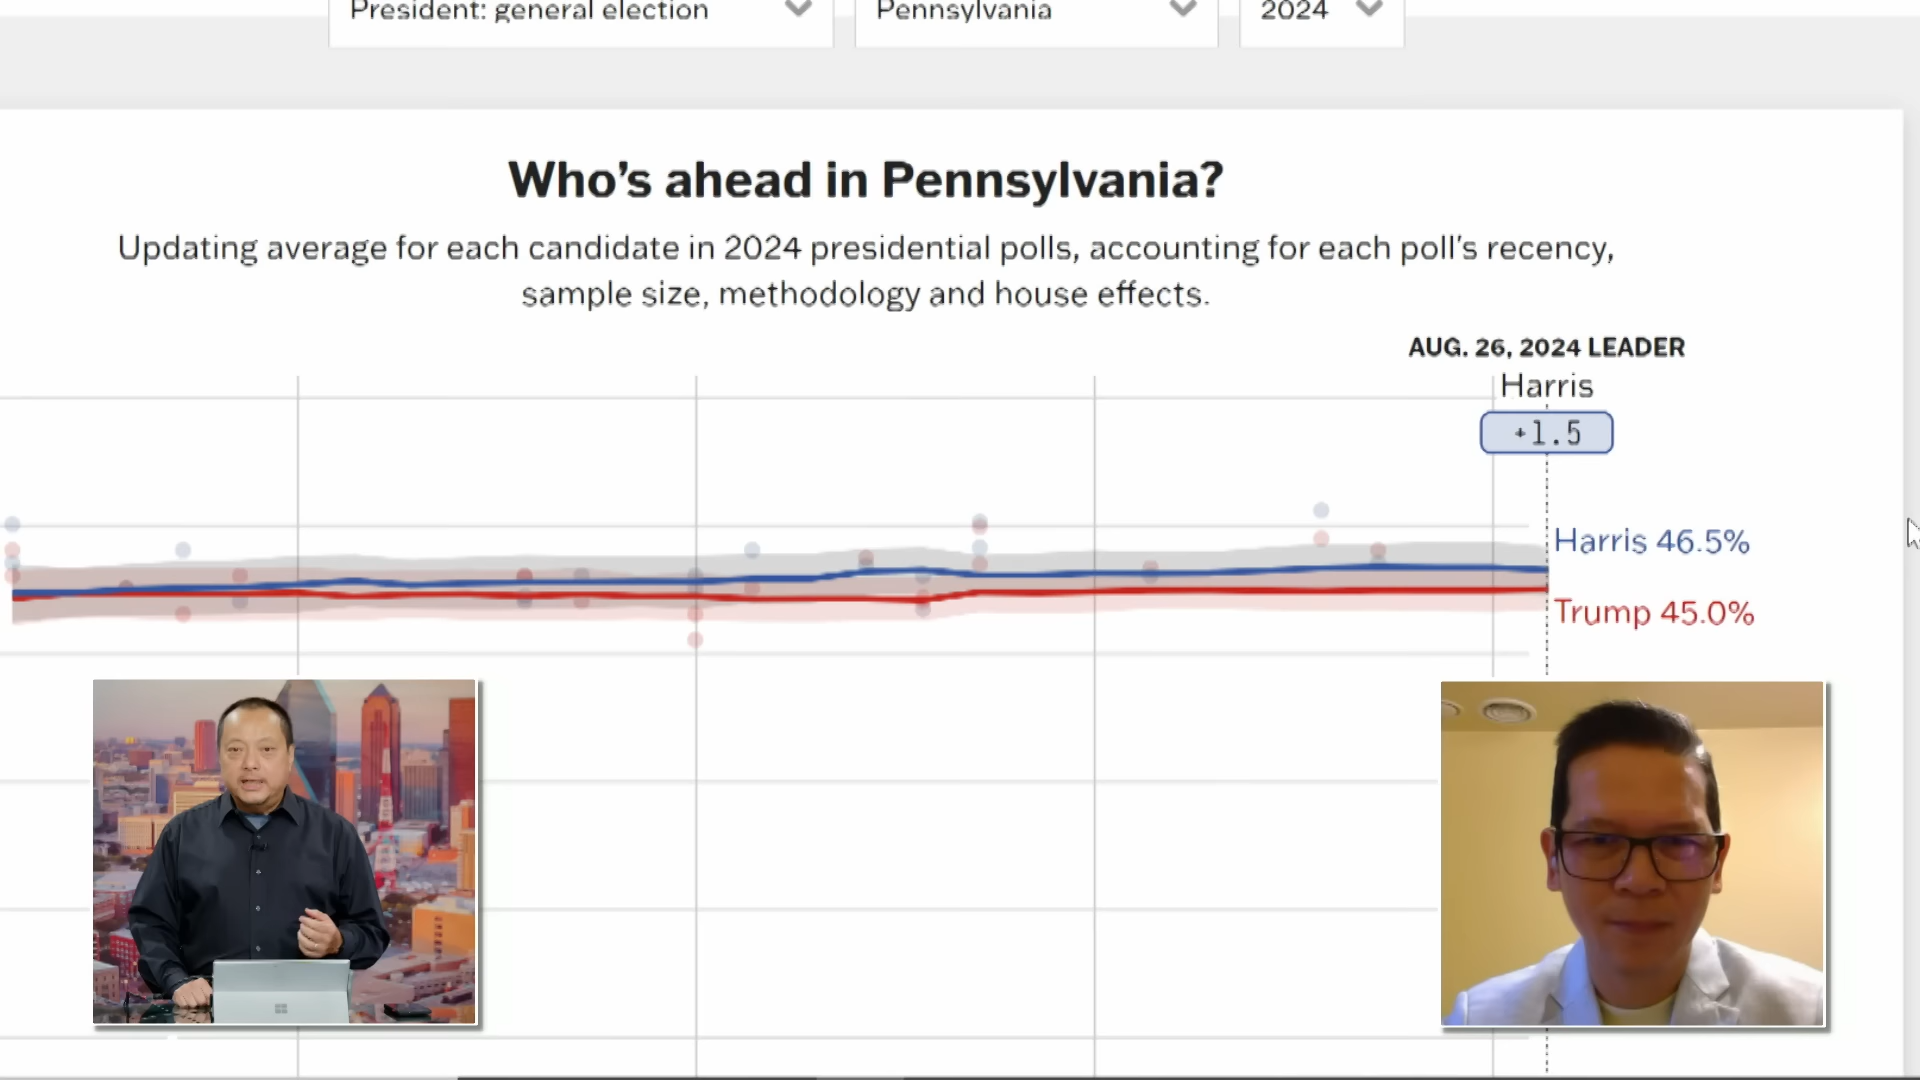 President: general election
Pennsylvania
2024
Who's ahead in Pennsylvania?
Updating average for each candidate in 2024 presidential polls, accounting for each poll's recency,
sample size, methodology and house effects.
AUG. 26, 2024 LEADER
Harris
+1.5
Harris 46.5%
Trump 45.0%